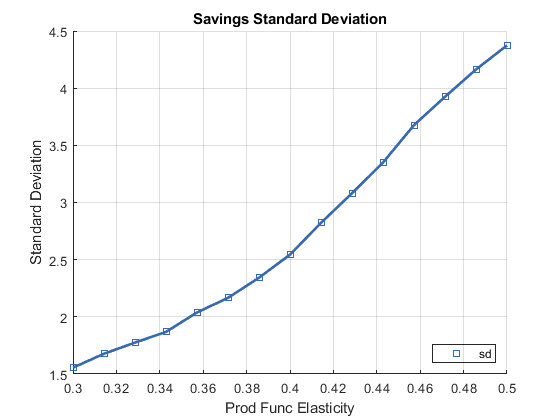 Savings Standard Deviation
4.5
4
3.5
3
2.5
2
1.5
Standard Deviation
sd
0.3 0.32 0.34 0.36 0.38 0.4 0.42 0.44 0.46 0.48 0.5
Prod Func Elasticity